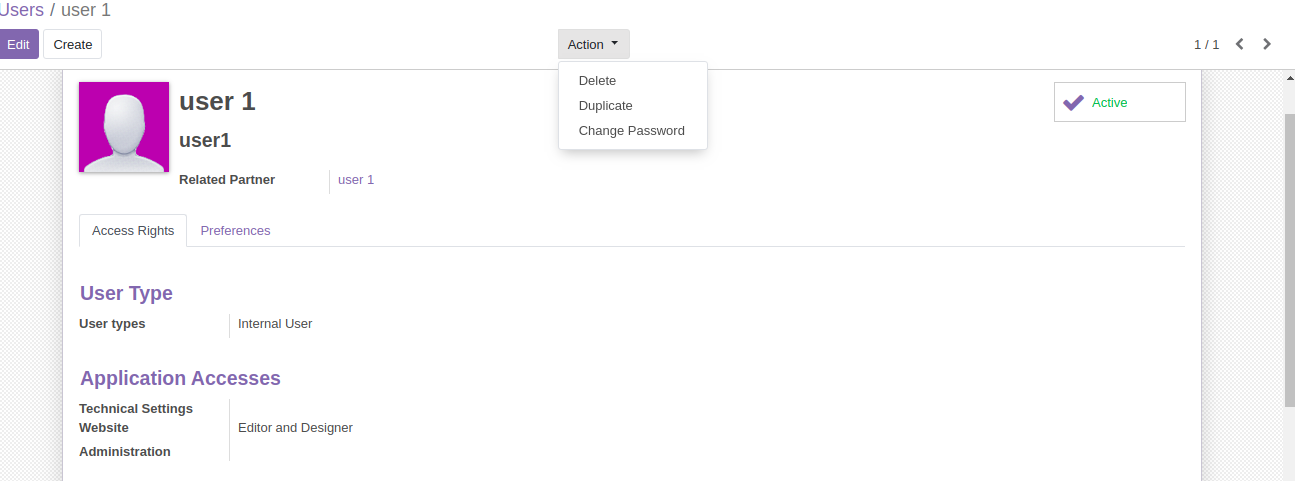 Users / user 1
Edit Create Action 1 / 1
Delete
Duplicate
Change Password
user 1
user1
Active
Related Partner user 1
Access Rights Preferences
User Type
User types Internal User
Application Accesses
Technical Settings
Website Editor and Designer
Administration